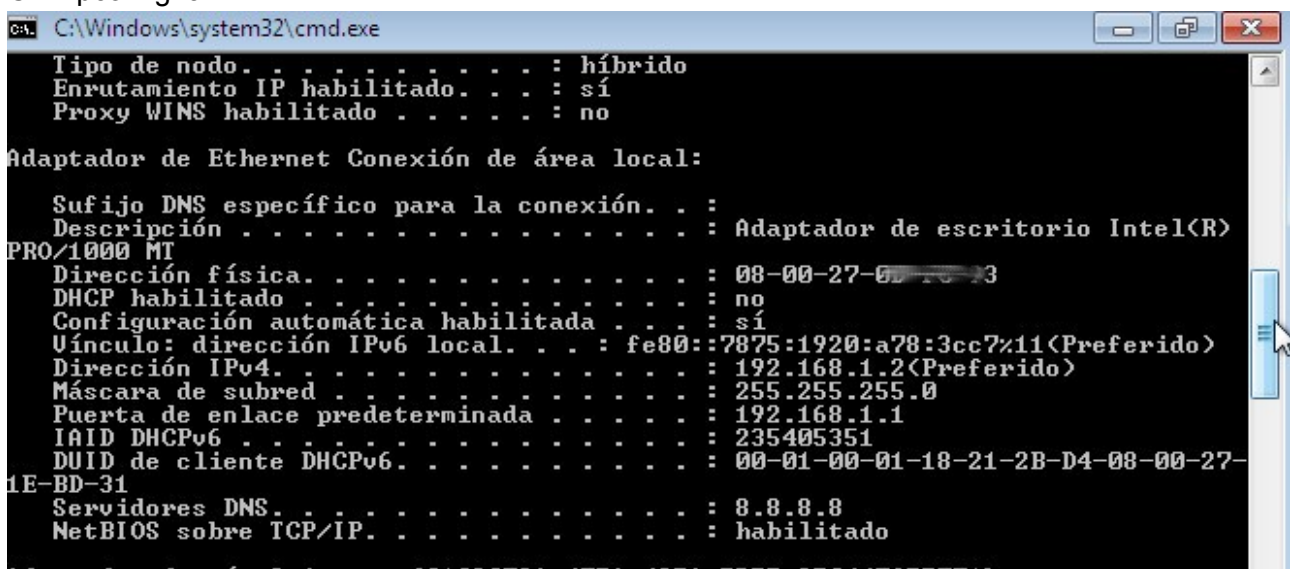 C:\Windows\system32\cmd.exe
Tipo de nodo. . . . . . . . . . : híbrido
Enrutamiento IP habilitado. . . : sí
Proxy WINS habilitado . . . . . : no
Adaptador de Ethernet Conexión de área local:
Sufijo DNS específico para la conexión. . :
Descripción . . . . . . . . . . . . . . . : Adaptador de escritorio Intel(R)
PRO/1000 MT
Dirección física. . . . . . . . . . . . . : 08-00-27-
DHCP habilitado . . . . . . . . . . . . . : no
Configuración automática habilitada . . . : sí
Vínculo: dirección IPv6 local. . . : fe80::7875:1920:a78:3cc7%11(Preferido)
Dirección IPv4. . . . . . . . . . . . . . : 192.168.1.2(Preferido)
Máscara de subred . . . . . . . . . . . . : 255.255.255.0
Puerta de enlace predeterminada . . . . . : 192.168.1.1
IAID DHCPv6 . . . . . . . . . . . . . . . : 235405351
DUID de cliente DHCPv6. . . . . . . . . . : 00-01-00-01-18-21-2B-D4-08-00-27-
1E-BD-31
Servidores DNS. . . . . . . . . . . . . . : 8.8.8.8
NetBIOS sobre TCP/IP. . . . . . . . . . . : habilitado